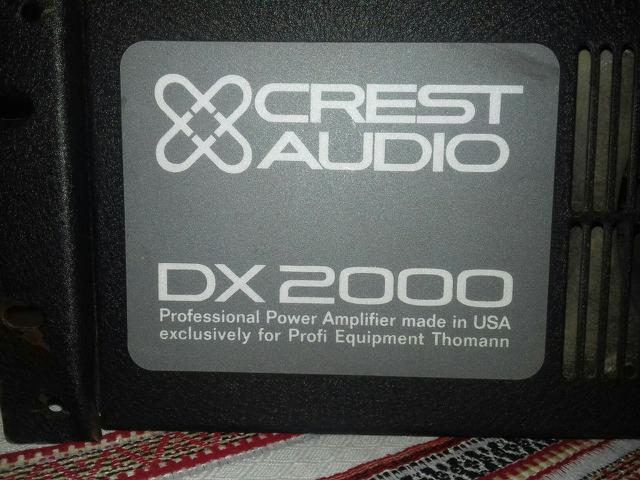 CREST
AUDIO
DX 2000
Professional Power Amplifier made in USA
exclusively for Profi Equipment Thomann